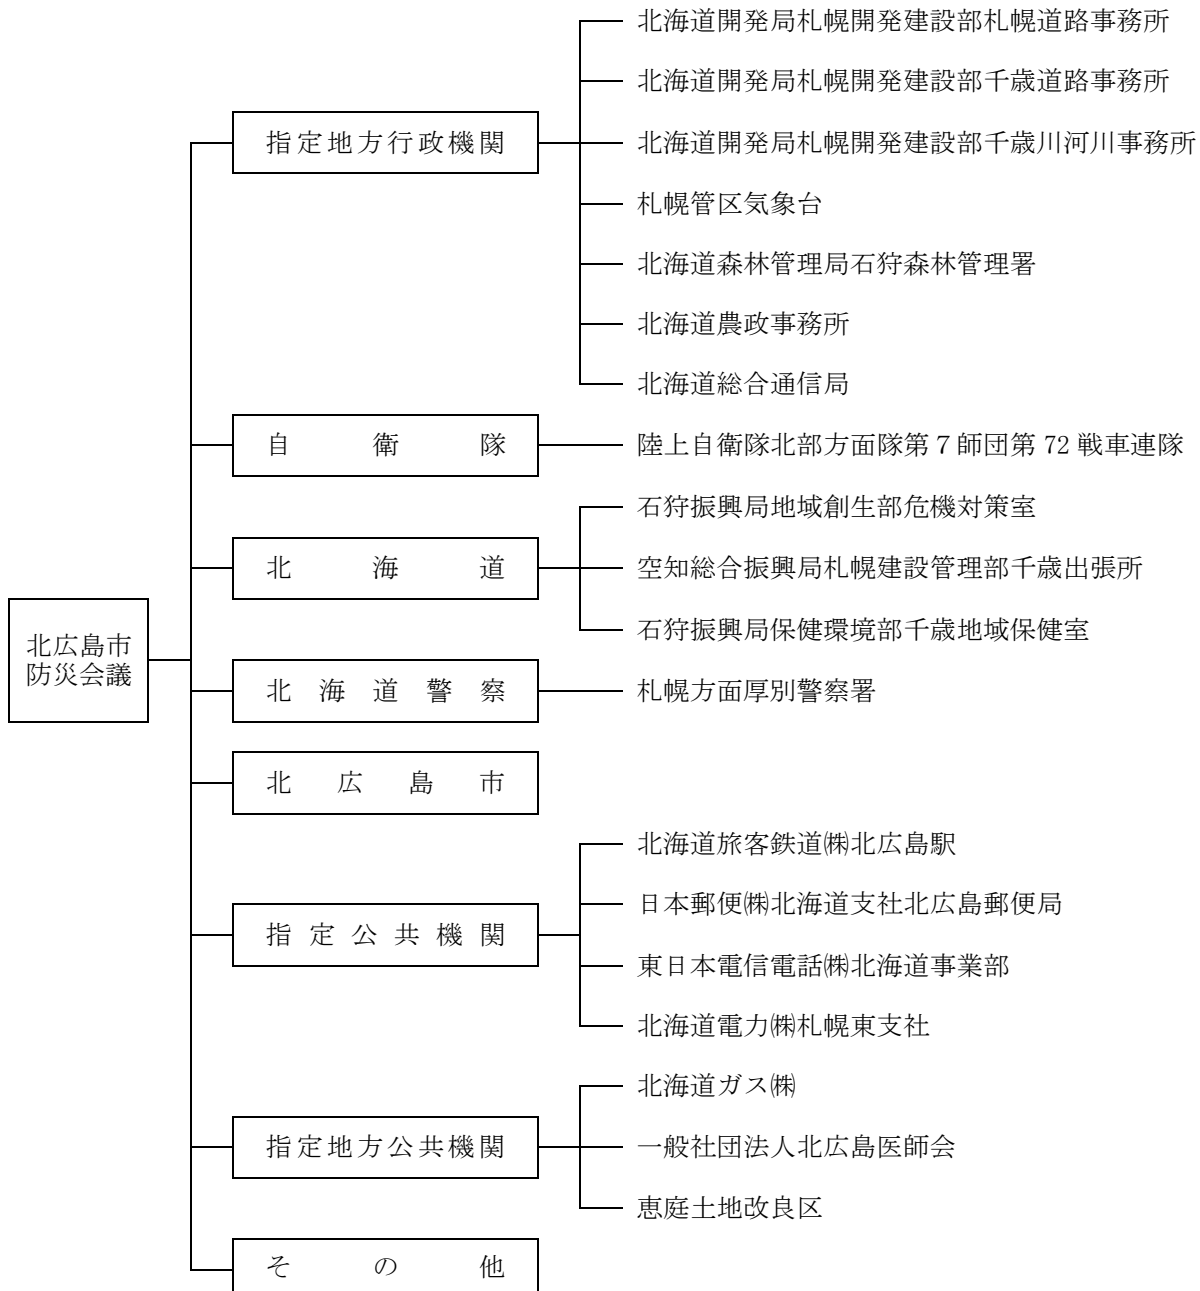 北海道開発局札幌開発建設部札幌道路事務所
北海道開発局札幌開発建設部千歳道路事務所
指定地方行政機関
北海道開発局札幌開発建設部千歳川河川事務所
札幌管区気象台
北海道森林管理局石狩森林管理署
北海道農政事務所
北海道総合通信局
自衛隊
陸上自衛隊北部方面隊第7師団第72戦車連隊
石狩振興局地域創生部危機対策室
北海道
空知総合振興局札幌建設管理部千歳出張所
石狩振興局保健環境部千歳地域保健室
北広島市
防災会議
北海道警察
札幌方面厚別警察署
北広島市
北海道旅客鉄道㈱北広島駅
日本郵便㈱北海道支社北広島郵便局
指定公共機関
東日本電信電話㈱北海道事業部
北海道電力㈱札幌東支社
北海道ガス㈱
指定地方公共機関
一般社団法人北広島医師会
恵庭土地改良区
その他